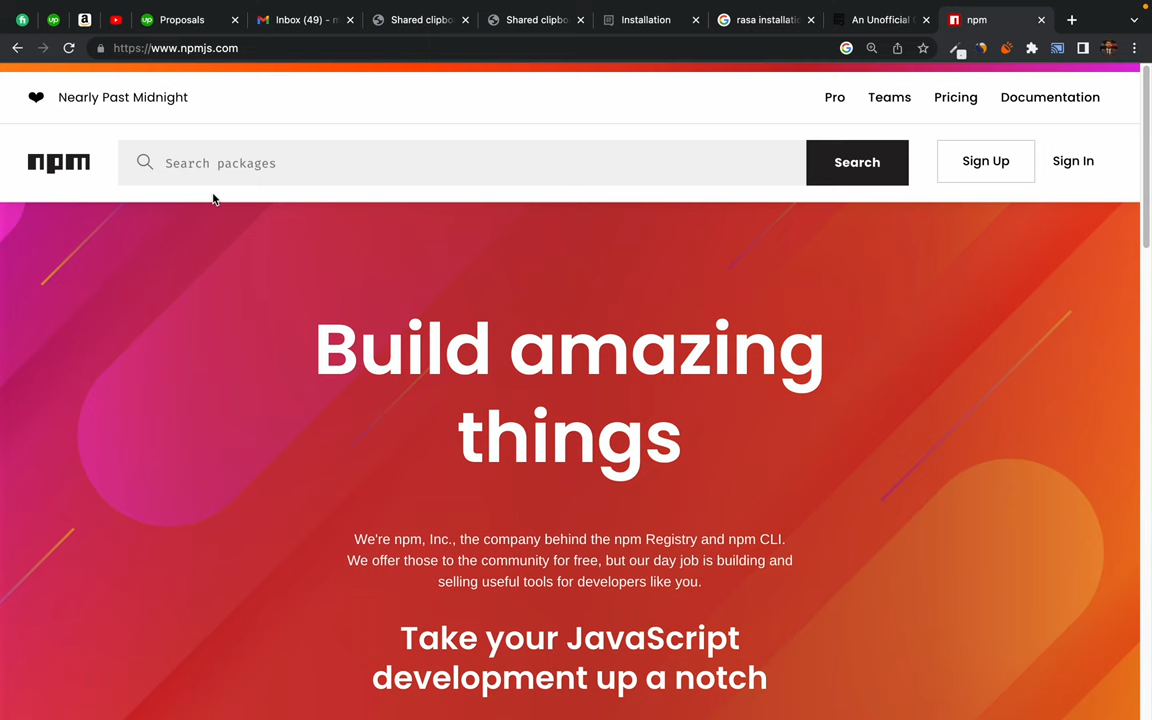 Proposals
Inbox (49) - m
Shared clipbo
Shared clipbo
Installation
rasa installatio
An Unofficial
npm
https://www.npmjs.com
Nearly Past Midnight
Pro
Teams
Pricing
Documentation
npm
Search packages
Search
Sign Up
Sign In
Build amazing
things
We're npm, Inc., the company behind the npm Registry and npm CLI.
We offer those to the community for free, but our day job is building and
selling useful tools for developers like you.
Take your JavaScript
development up a notch